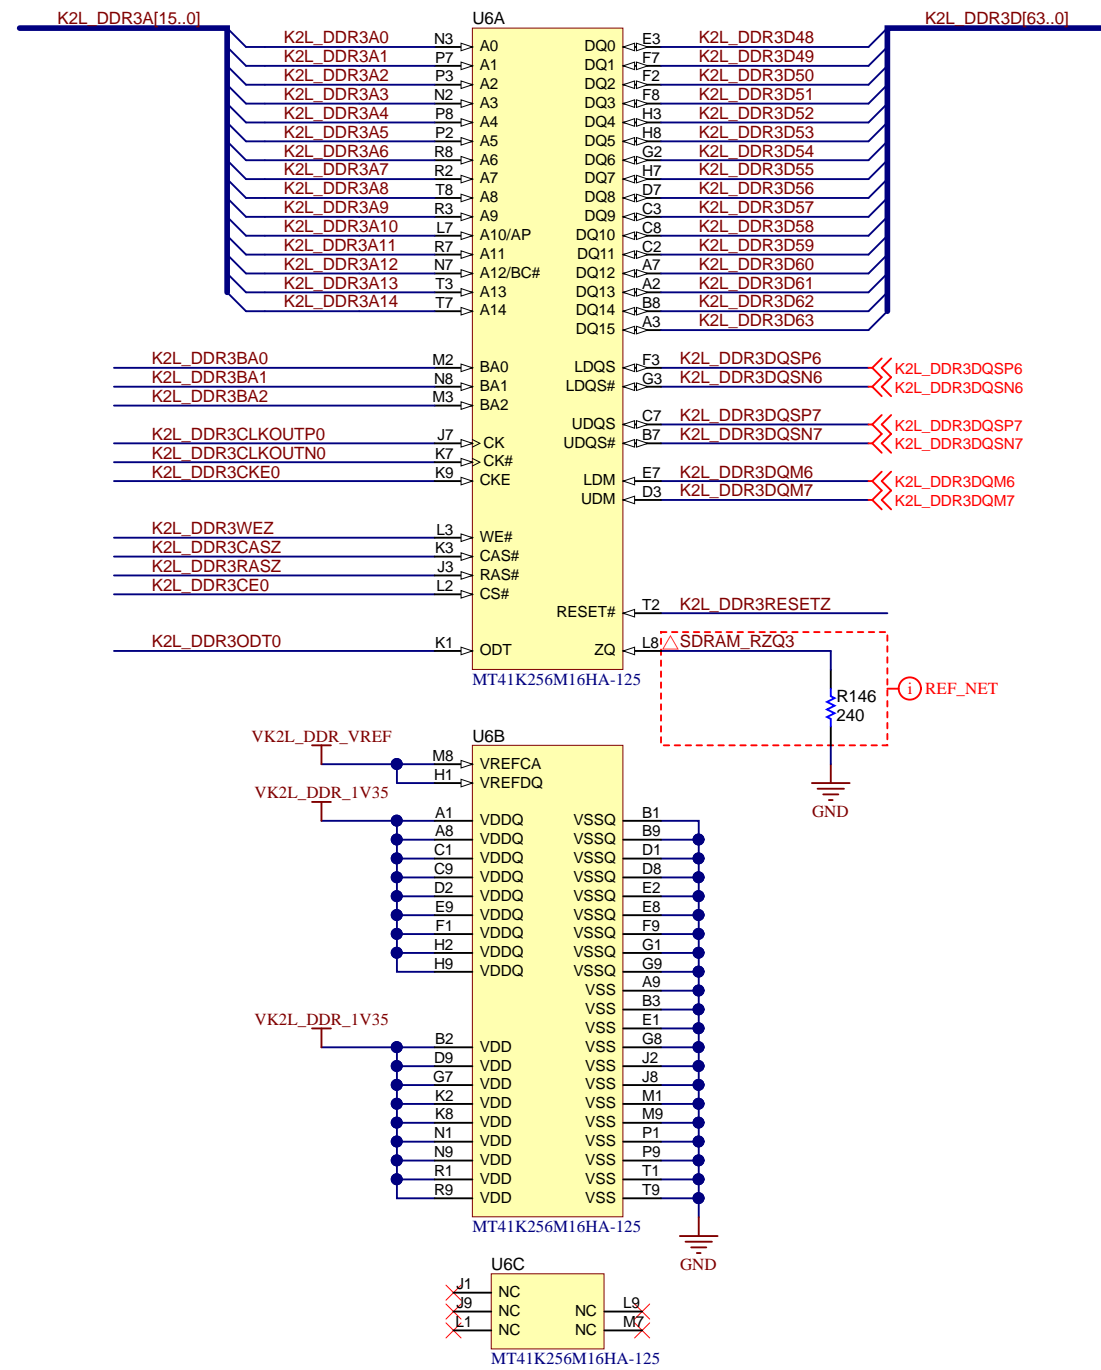 K2L_DDR3A[15..0] U6A K2L_DDR3D[63..0]
K2L_DDR3A0 N3 A0 DQ0 E3 K2L_DDR3D48
K2L_DDR3A1 P7 A1 DQ1 F7 K2L_DDR3D49
K2L_DDR3A2 P3 A2 DQ2 F2 K2L_DDR3D50
K2L_DDR3A3 N2 A3 DQ3 F8 K2L_DDR3D51
K2L_DDR3A4 P8 A4 DQ4 H3 K2L_DDR3D52
K2L_DDR3A5 P2 A5 DQ5 H8 K2L_DDR3D53
K2L_DDR3A6 R8 A6 DQ6 G2 K2L_DDR3D54
K2L_DDR3A7 R2 A7 DQ7 H7 K2L_DDR3D55
K2L_DDR3A8 T8 A8 DQ8 D7 K2L_DDR3D56
K2L_DDR3A9 R3 A9 DQ9 C3 K2L_DDR3D57
K2L_DDR3A10 L7 A10/AP DQ10 C8 K2L_DDR3D58
K2L_DDR3A11 R7 A11 DQ11 C2 K2L_DDR3D59
K2L_DDR3A12 N7 A12/BC# DQ12 A7 K2L_DDR3D60
K2L_DDR3A13 T3 A13 DQ13 A2 K2L_DDR3D61
K2L_DDR3A14 T7 A14 DQ14 B8 K2L_DDR3D62
DQ15 A3 K2L_DDR3D63
K2L_DDR3BA0 M2 BA0 LDQS F3 K2L_DDR3DQSP6 K2L_DDR3DQSP6
K2L_DDR3BA1 N8 BA1 LDQS# G3 K2L_DDR3DQSN6 K2L_DDR3DQSN6
K2L_DDR3BA2 M3 BA2
UDQS C7 K2L_DDR3DQSP7 K2L_DDR3DQSP7
K2L_DDR3CLKOUTP0 J7 CK UDQS# B7 K2L_DDR3DQSN7 K2L_DDR3DQSN7
K2L_DDR3CLKOUTN0 K7 CK#
K2L_DDR3CKE0 K9 CKE LDM E7 K2L_DDR3DQM6 K2L_DDR3DQM6
UDM D3 K2L_DDR3DQM7 K2L_DDR3DQM7
K2L_DDR3WEZ L3 WE#
K2L_DDR3CASZ K3 CAS#
K2L_DDR3RASZ J3 RAS#
K2L_DDR3CE0 L2 CS#
RESET# T2 K2L_DDR3RESETZ
K2L_DDR3ODT0 K1 ODT ZQ L8 SDRAM_RZQ3
MT41K256M16HA-125
i REF_NET
R146
240
GND
U6B
VK2L_DDR_VREF
M8 VREFCA
H1 VREFDQ
VK2L_DDR_1V35
A1 VDDQ VSSQ B1
A8 VDDQ VSSQ B9
C1 VDDQ VSSQ D1
C9 VDDQ VSSQ D8
D2 VDDQ VSSQ E2
E9 VDDQ VSSQ E8
F1 VDDQ VSSQ F9
H2 VDDQ VSSQ G1
H9 VDDQ VSSQ G9
VSS A9
VSS B3
VK2L_DDR_1V35
VSS E1
B2 VDD VSS G8
D9 VDD VSS J2
G7 VDD VSS J8
K2 VDD VSS M1
K8 VDD VSS M9
N1 VDD VSS P1
N9 VDD VSS P9
R1 VDD VSS T1
R9 VDD VSS T9
MT41K256M16HA-125
GND
U6C
J1 NC
J9 NC NC L9
L1 NC NC M7
MT41K256M16HA-125